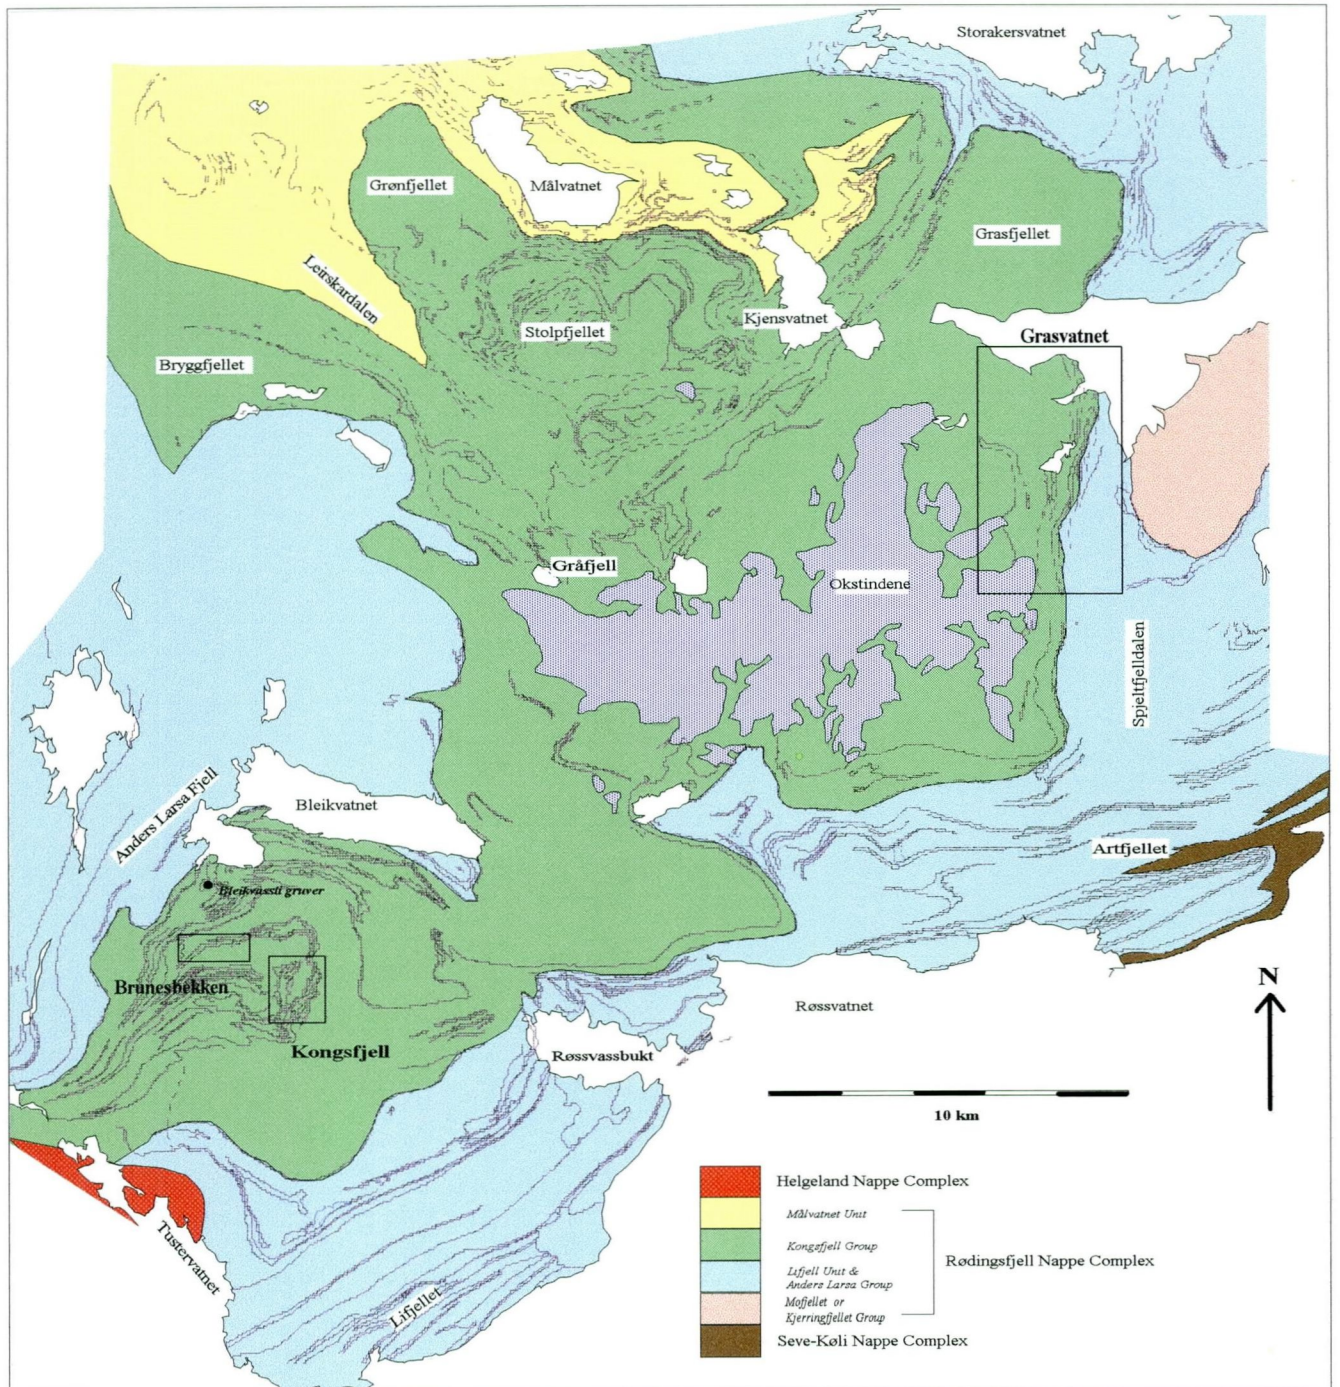 Storakersvatnet
Grønfjellet
Målvatnet
Grasfjellet
Leirskardalen
Kjensvatnet
Stolpfjellet
Grasvatnet
Bryggfjellet
Gråfjell
Okstindene
Spjeltfjelldalen
Anders Larsa Fjell
Bleikvatnet
Artfjellet
Bleikvassli gruver
Brunesbekken
N
Røssvatnet
Kongsfjell
Røssvassbukt
10 km
Helgeland Nappe Complex
Målvatnet Unit
Kongsfjell Group
Rødingsfjell Nappe Complex
Lifjell Unit &
Anders Larsa Group
Mofjellet or
Kjerringfjellet Group
Seve-Køli Nappe Complex
Tustervatnet
Lifjellet